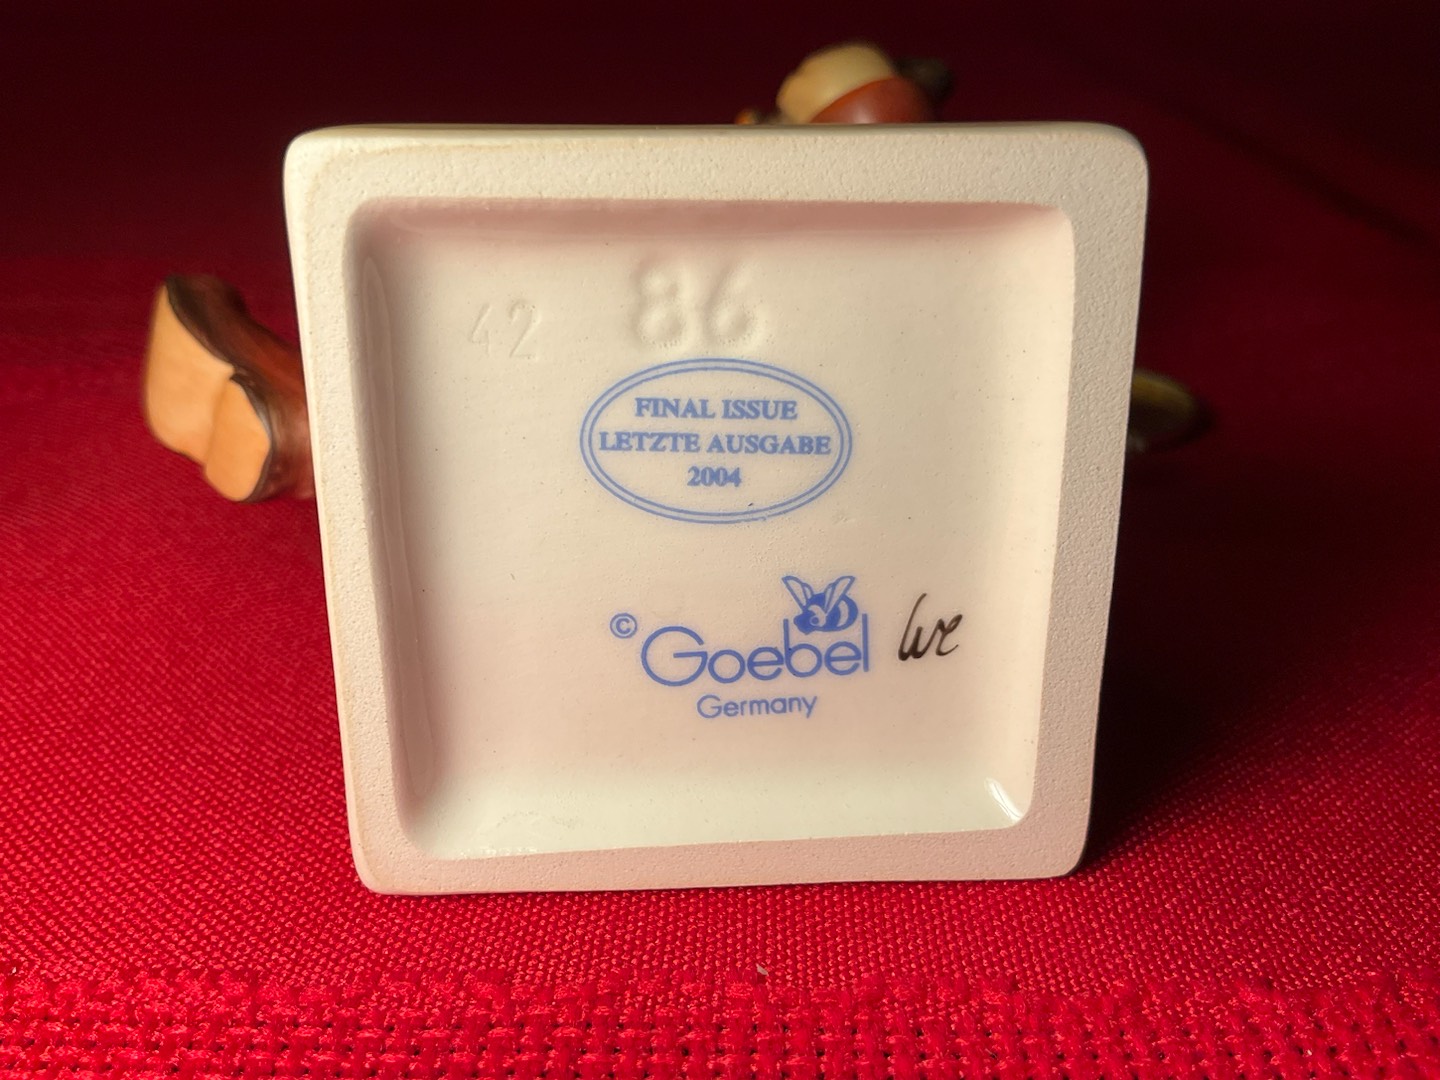 42 86
FINAL ISSUE
LETZTE AUSGABE
2004
© Goebel
Germany